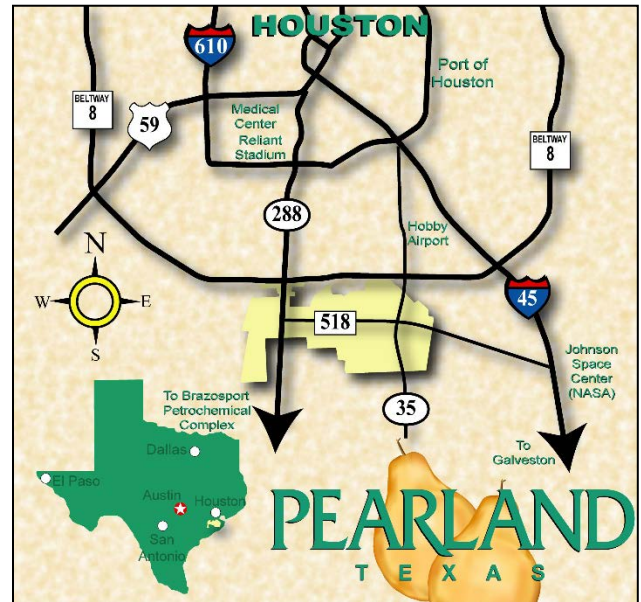 HOUSTON
610
Port of
Houston
BELTWAY
8
59
Medical
Center
Reliant
Stadium
BELTWAY
8
288
Hobby
Airport
N
W
E
S
45
518
Johnson
Space
Center
(NASA)
To Brazosport
Petrochemical
Complex
35
To
Galveston
Dallas
El Paso
Austin
Houston
San
Antonio
PEARLAND
TEXAS